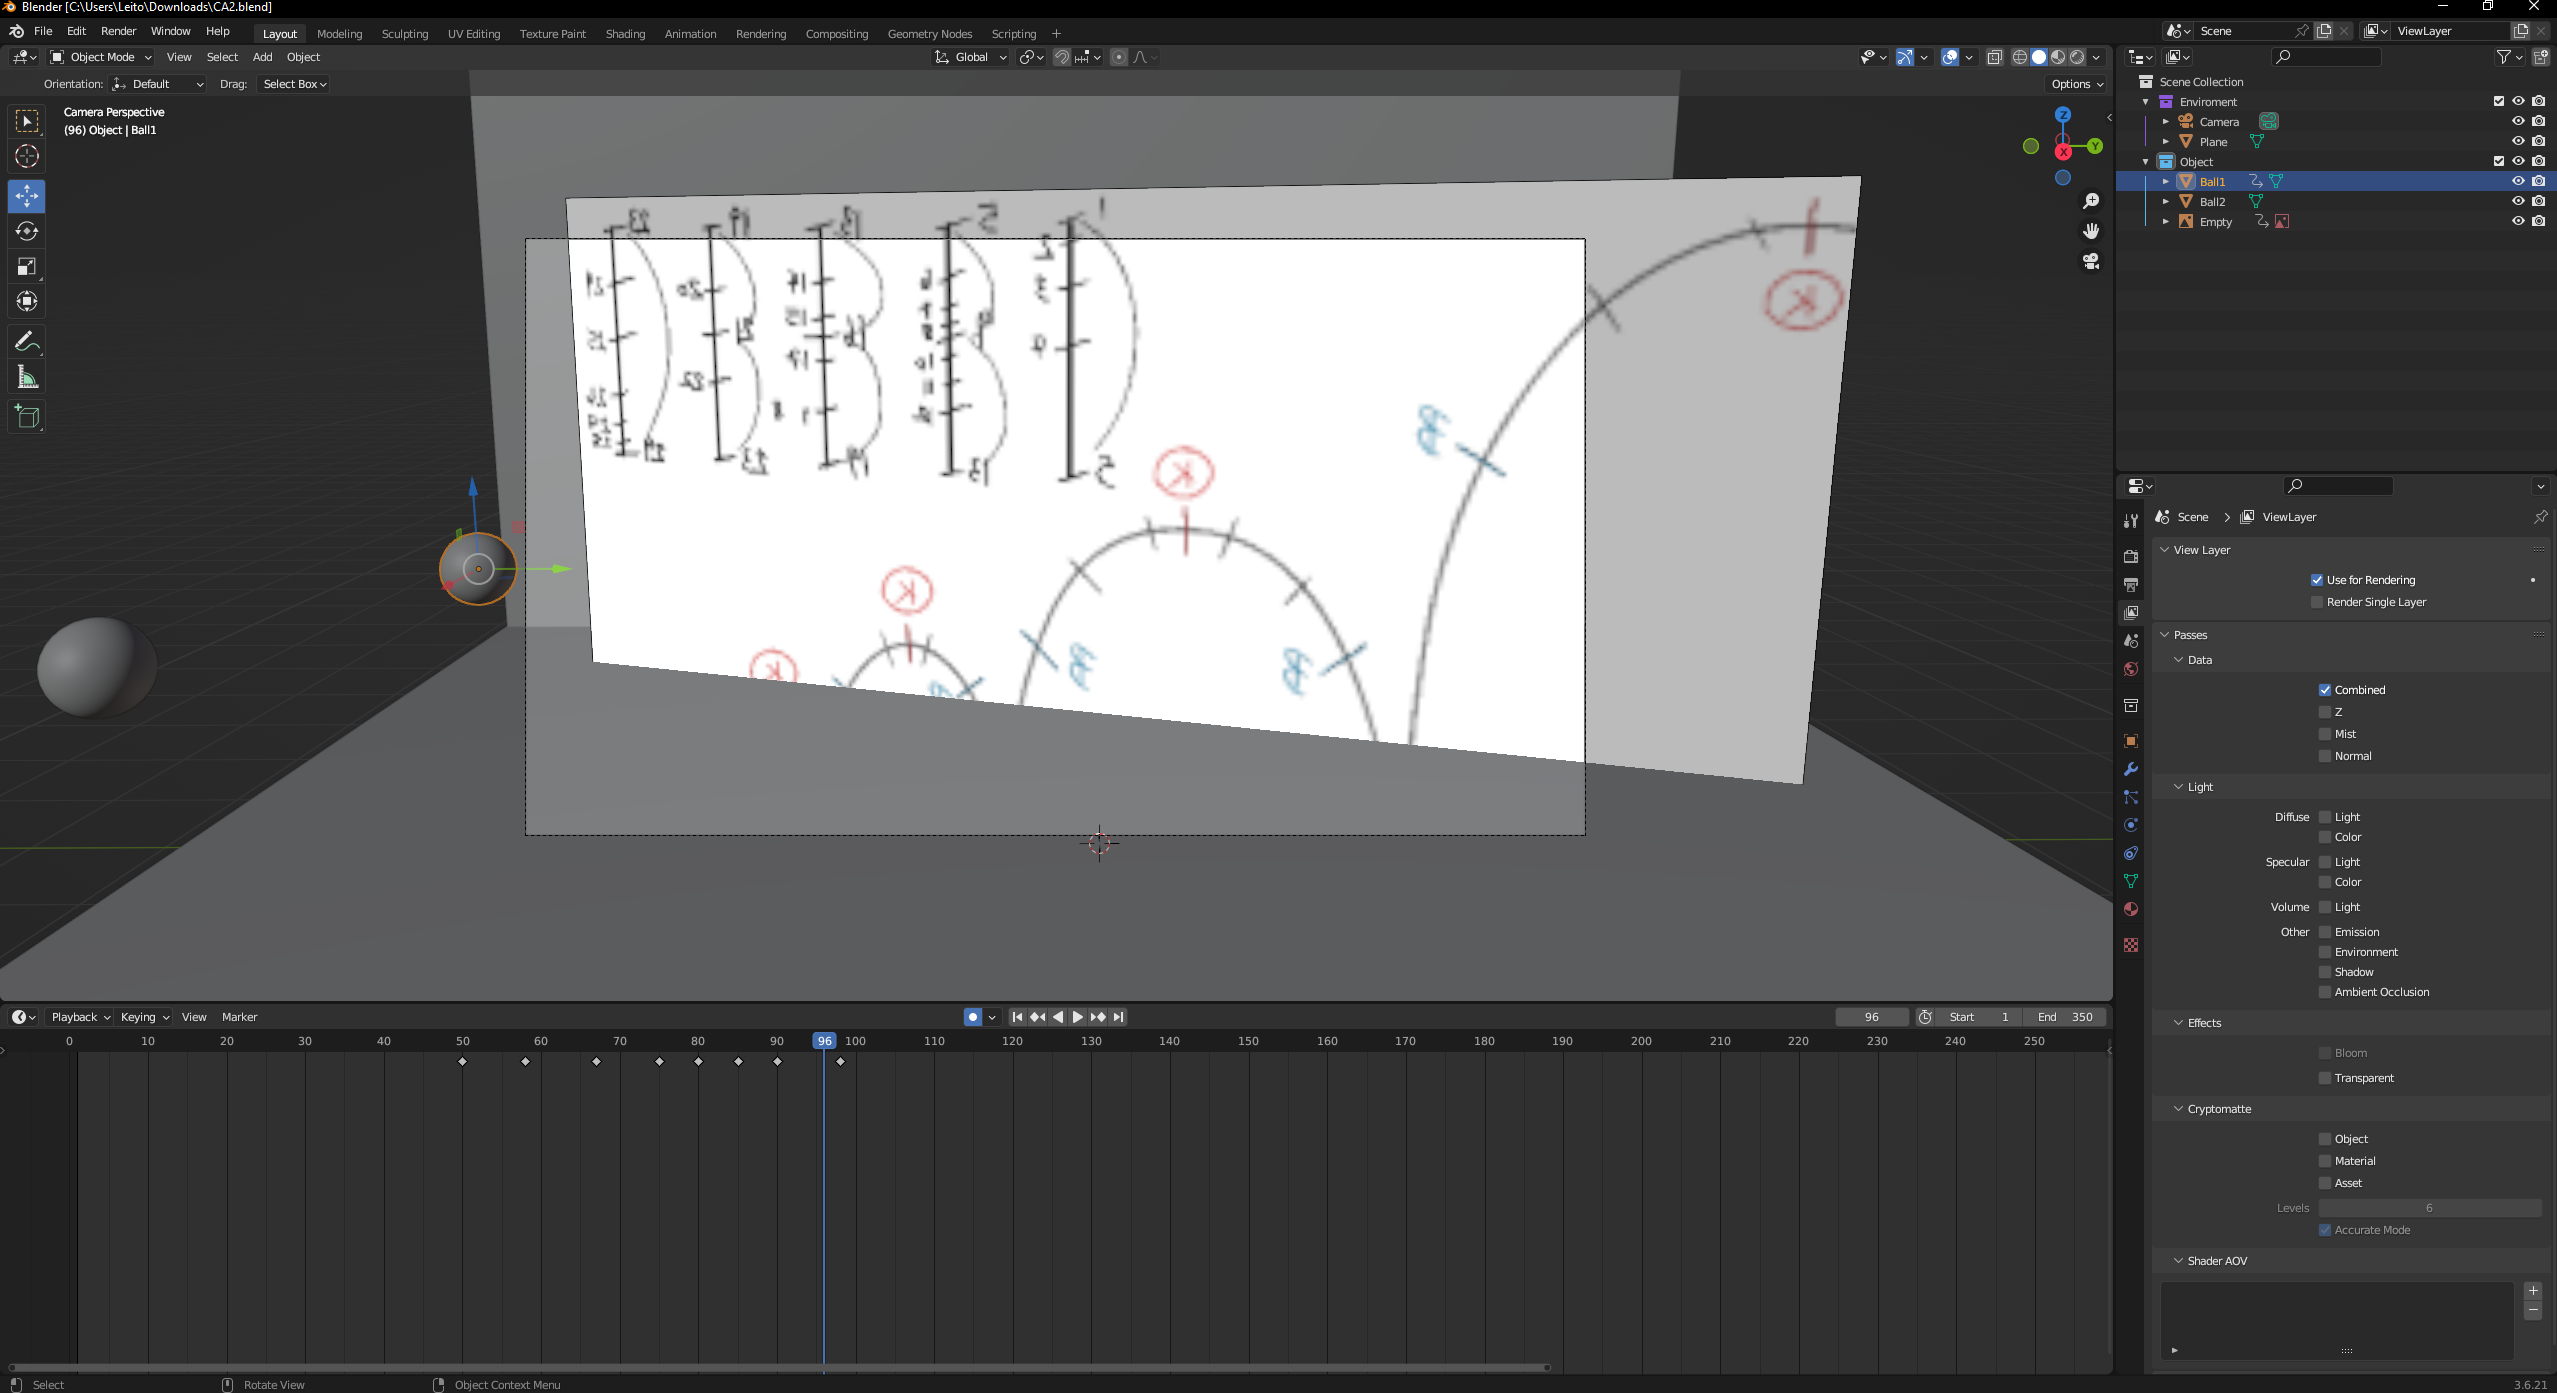 Blender [C:\Users\Leito\Downloads\CA2.blend]
File Edit Render Window Help Layout Modeling Sculpting UV Editing Texture Paint Shading Animation Rendering Compositing Geometry Nodes Scripting + Scene ViewLayer
Object Mode View Select Add Object Global
Orientation: Default Drag: Select Box Options
Camera Perspective
(96) Object | Ball1
Z
X
Y
Scene Collection
Enviroment
Camera
Plane
Object
Ball1
Ball2
Empty
Scene > ViewLayer
View Layer
Use for Rendering
Render Single Layer
Passes
Data
Combined
Z
Mist
Normal
Light
Diffuse Light
Color
Specular Light
Color
Volume Light
Other Emission
Environment
Shadow
Ambient Occlusion
Effects
Bloom
Transparent
Cryptomatte
Object
Material
Asset
Levels 6
Accurate Mode
Shader AOV
Playback Keying View Marker 96 Start 1 End 350
0 10 20 30 40 50 60 70 80 90 96 100 110 120 130 140 150 160 170 180 190 200 210 220 230 240 250
Select Rotate View Object Context Menu 3.6.21